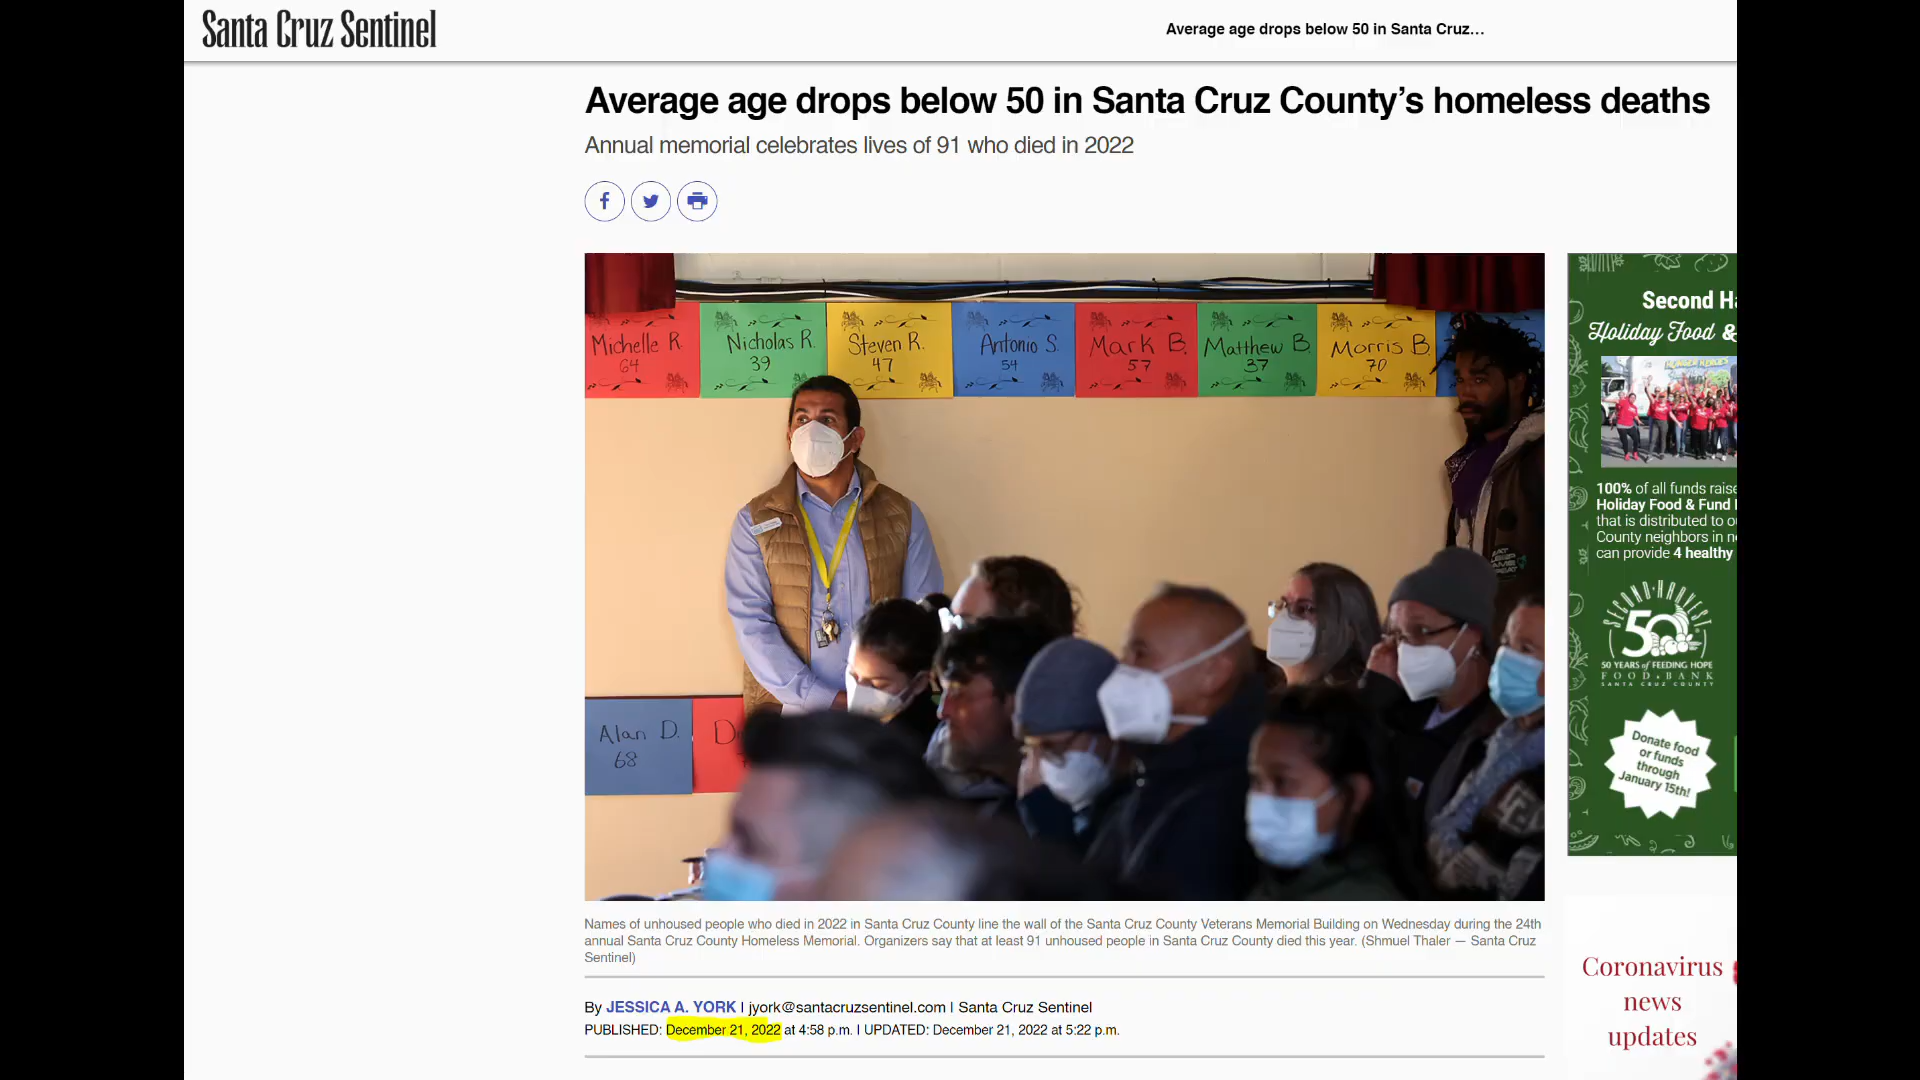 Santa Cruz Sentinel
Average age drops below 50 in Santa Cruz...
Average age drops below 50 in Santa Cruz County's homeless deaths
Annual memorial celebrates lives of 91 who died in 2022
Michelle R.
64
Nicholas R.
39
Steven R.
47
Antonio S.
54
Mark B.
57
Matthew B.
37
Morris B.
70
Alan D.
68
Names of unhoused people who died in 2022 in Santa Cruz County line the wall of the Santa Cruz County Veterans Memorial Building on Wednesday during the 24th
annual Santa Cruz County Homeless Memorial. Organizers say that at least 91 unhoused people in Santa Cruz County died this year. (Shmuel Thaler — Santa Cruz
Sentinel)
By JESSICA A. YORK | jyork@santacruzsentinel.com | Santa Cruz Sentinel
PUBLISHED: December 21, 2022 at 4:58 p.m. | UPDATED: December 21, 2022 at 5:22 p.m.
Second Ha
Holiday Food &
100% of all funds raise
Holiday Food & Fund
that is distributed to o
County neighbors in n
can provide 4 healthy
SECOND HARVEST
50
50 YEARS of FEEDING HOPE
FOOD BANK
SANTA CRUZ COUNTY
Donate food
or funds
through
January 15th!
Coronavirus
news
updates